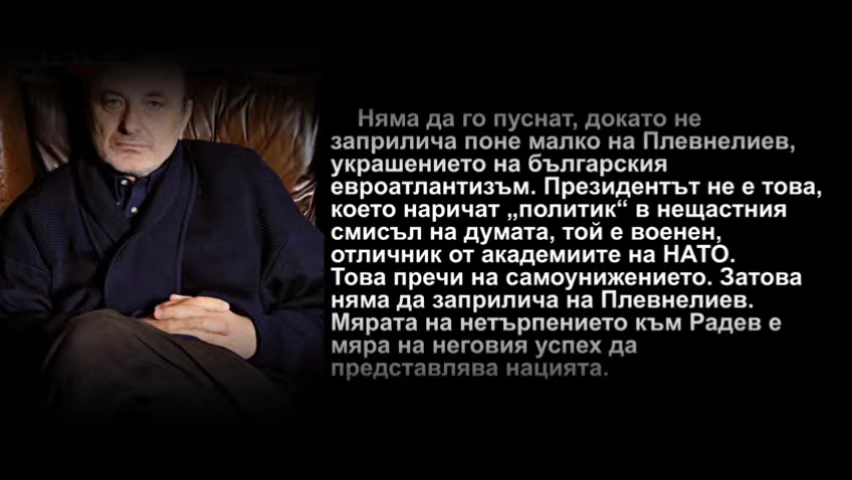 Няма да го пуснат, докато не
заприлича поне малко на Плевнелиев,
украшението на българския
евроатлантизъм. Президентът не е това,
което наричат „политик“ в нещастния
смисъл на думата, той е военен,
отличник от академиите на НАТО.
Това пречи на самоунижението. Затова
няма да заприлича на Плевнелиев.
Мярата на нетърпението към Радев е
мяра на неговия успех да
представлява нацията.